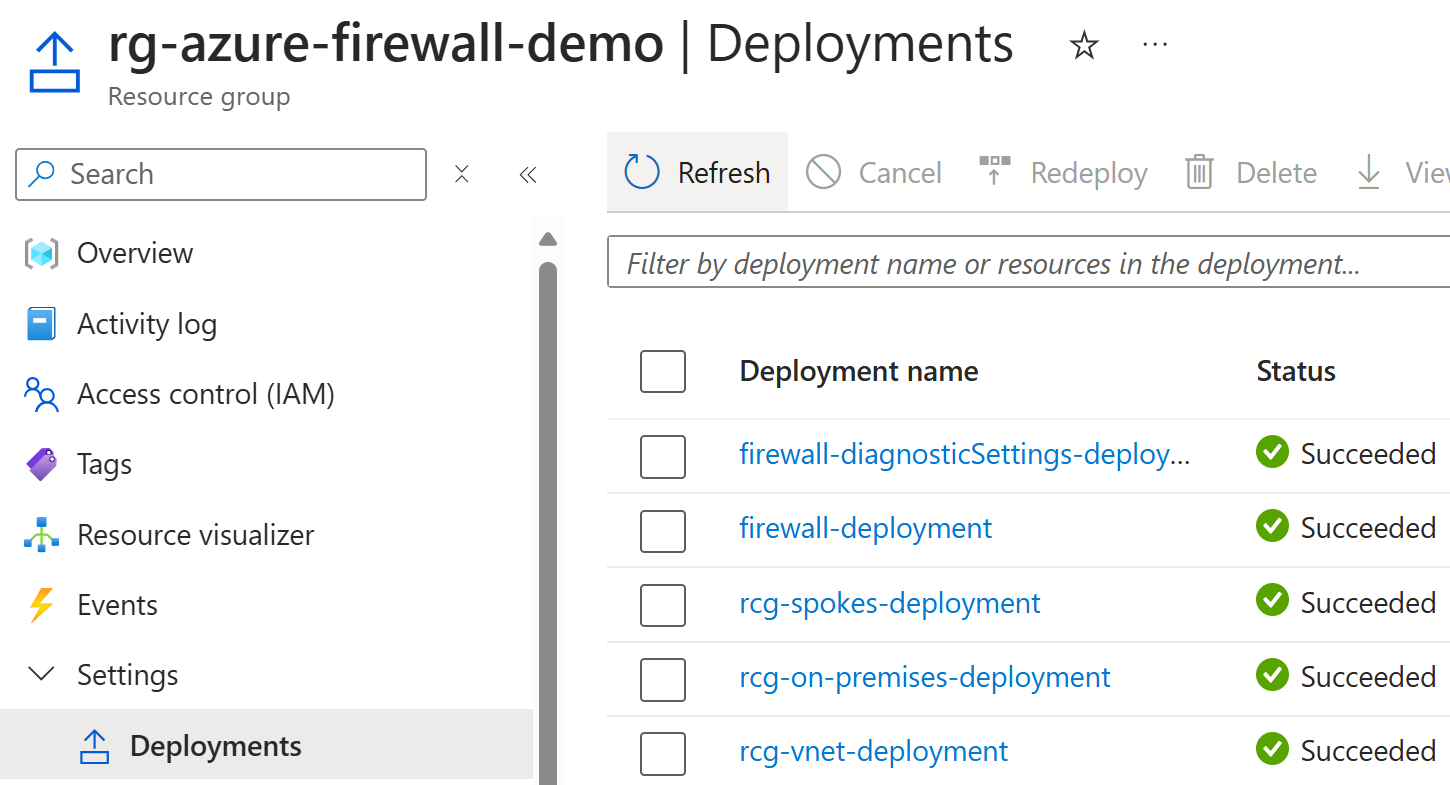 rg-azure-firewall-demo | Deployments
Resource group
Search
Refresh Cancel Redeploy Delete
Filter by deployment name or resources in the deployment...
Overview
Activity log
Access control (IAM)
Tags
Resource visualizer
Events
Settings
Deployments
Deployment name Status
firewall-diagnosticSettings-deploy... Succeeded
firewall-deployment Succeeded
rcg-spokes-deployment Succeeded
rcg-on-premises-deployment Succeeded
rcg-vnet-deployment Succeeded